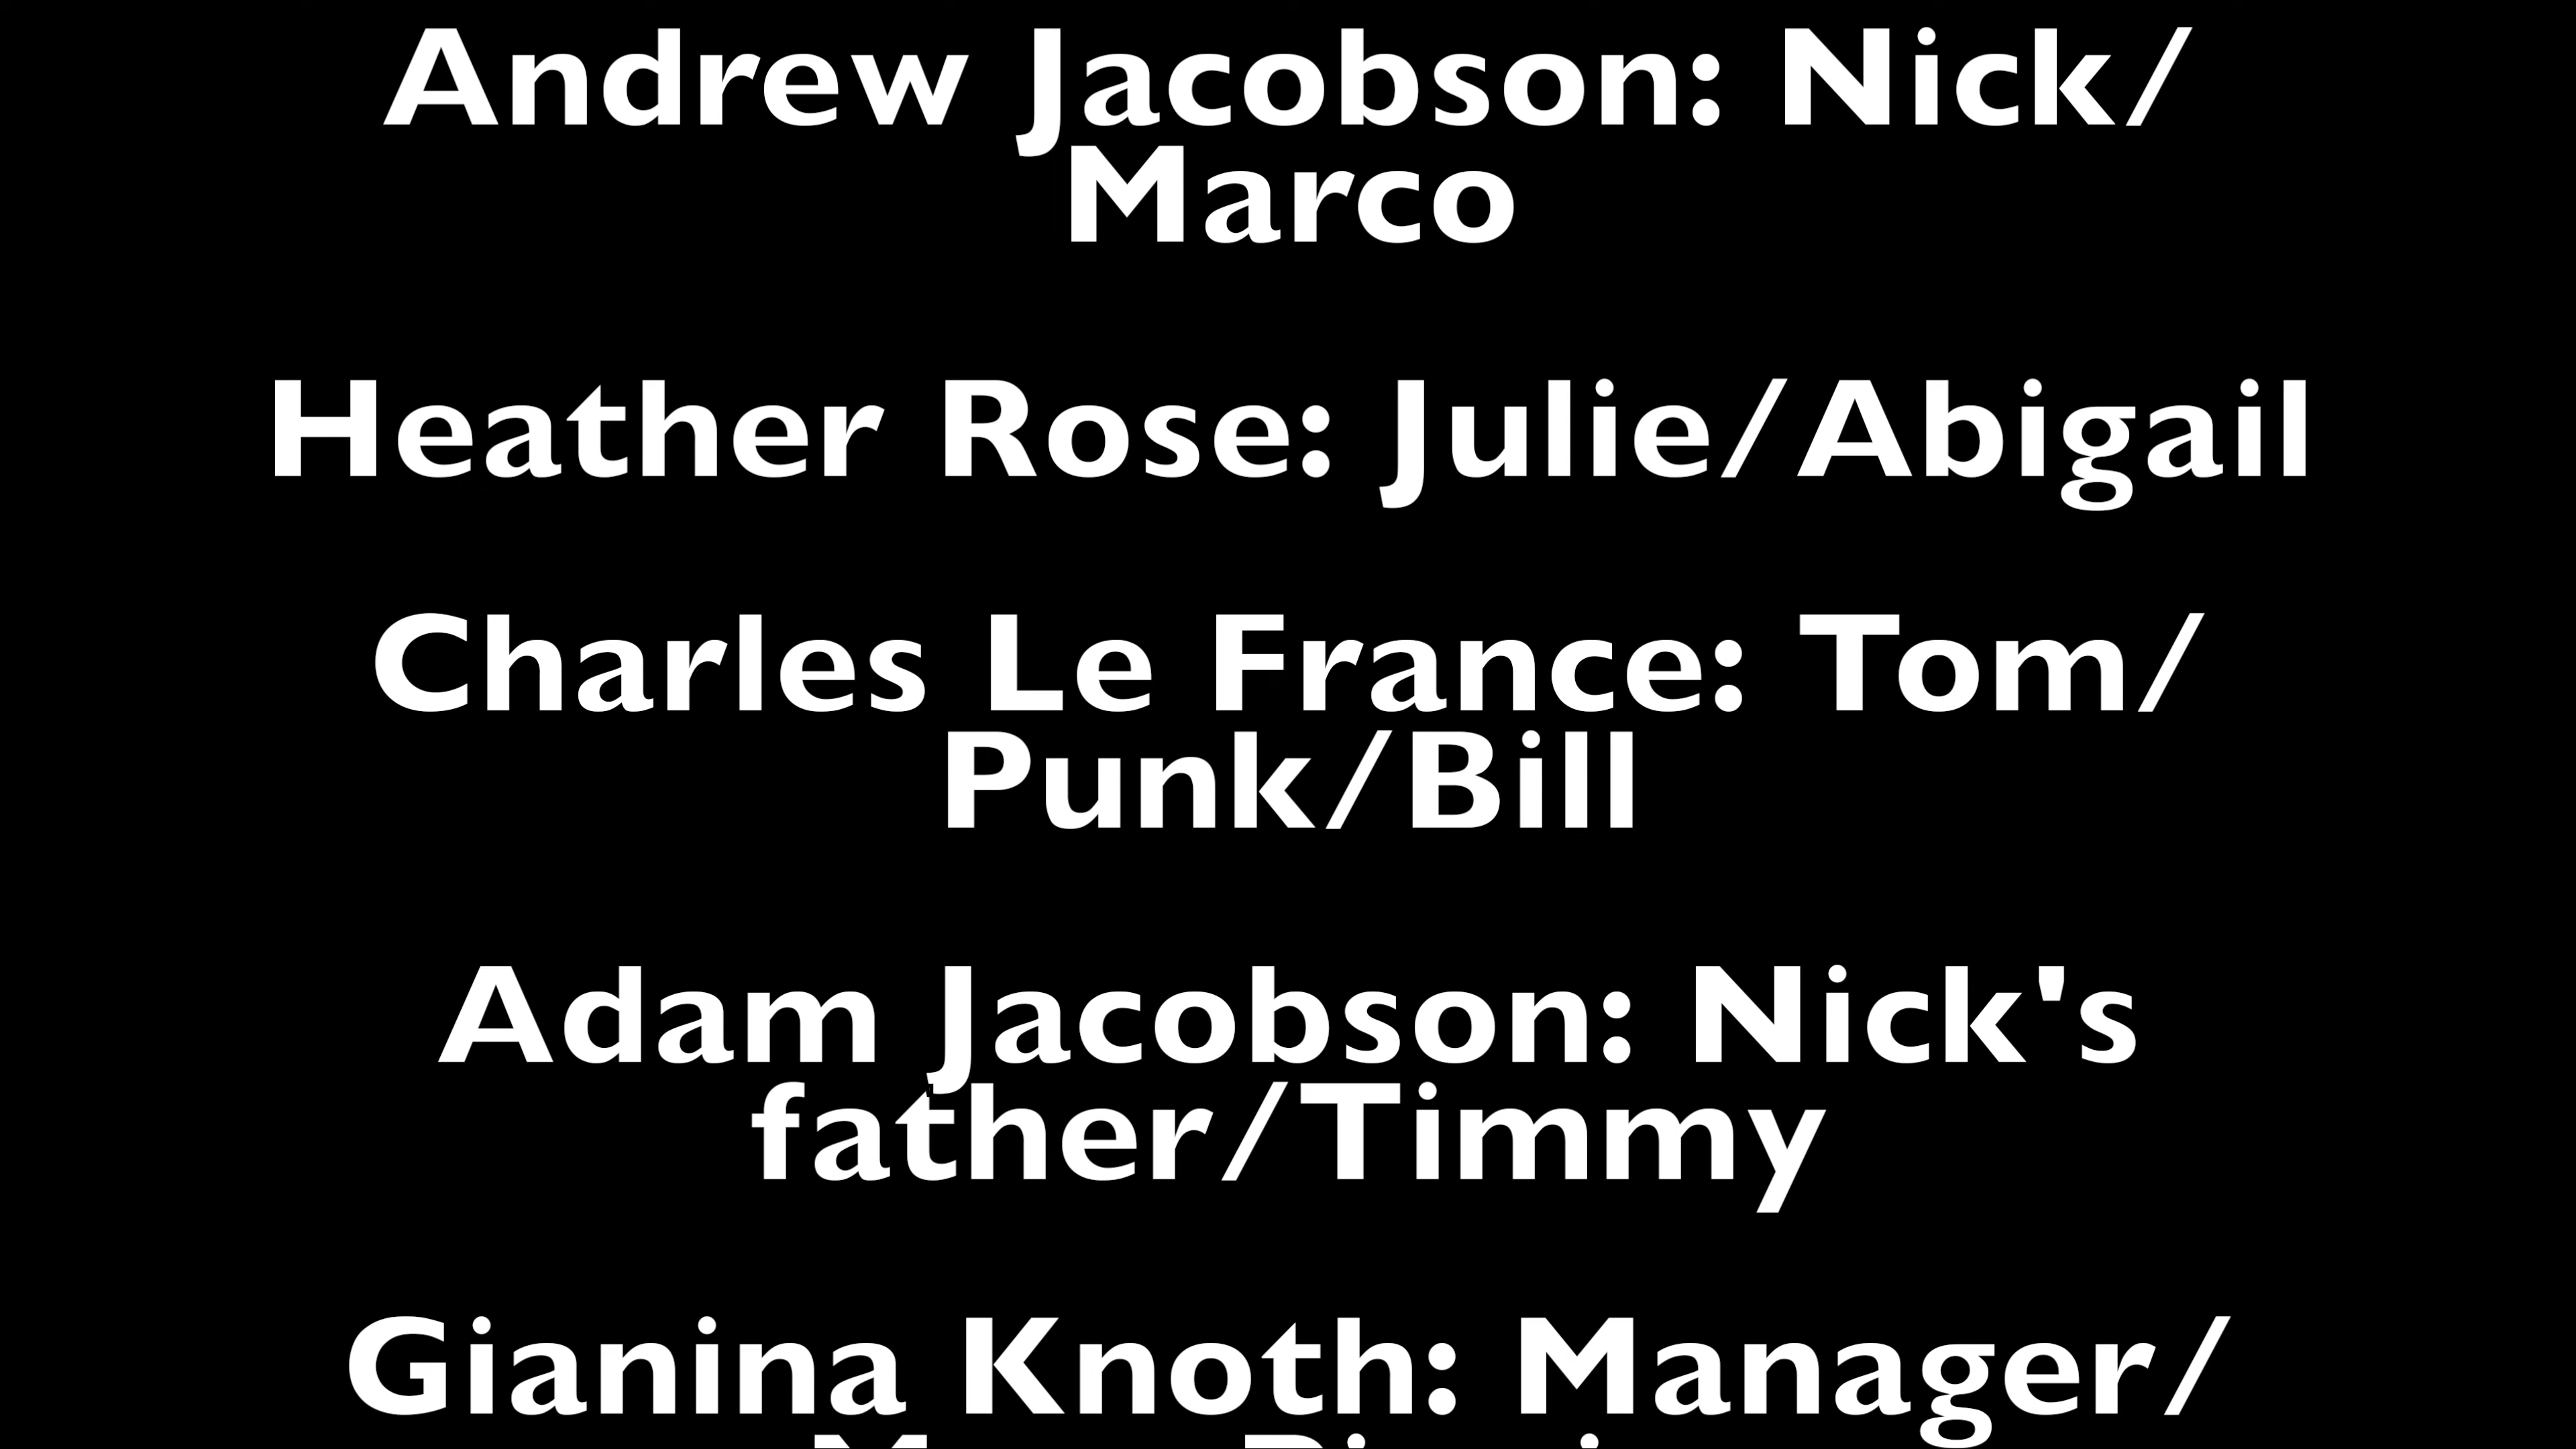 Andrew Jacobson: Nick/
Marco
Heather Rose: Julie/Abigail
Charles Le France: Tom/
Punk/Bill
Adam Jacobson: Nick's
father/Timmy
Gianina Knoth: Manager/